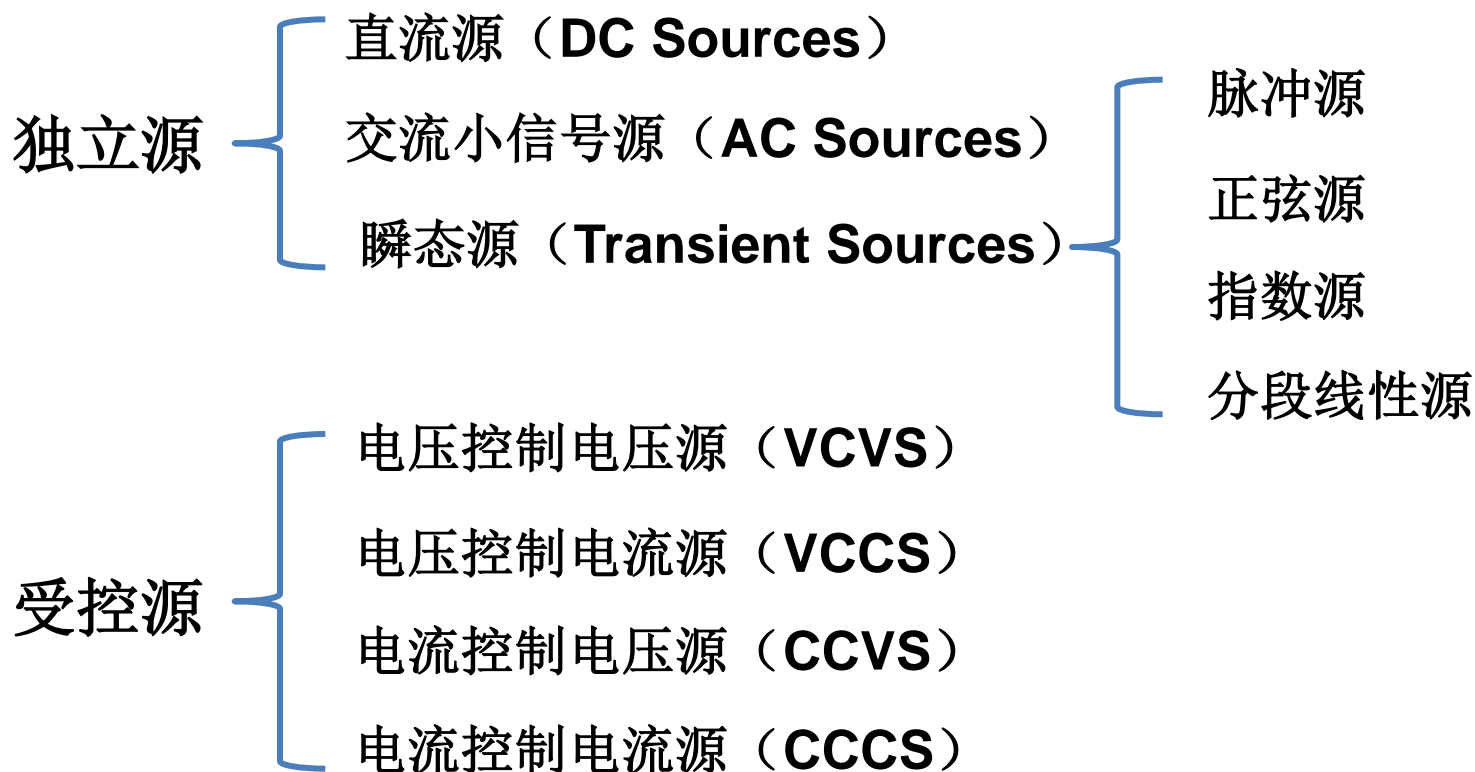 独立源
直流源（DC Sources）
交流小信号源（AC Sources）
瞬态源（Transient Sources）
脉冲源
正弦源
指数源
分段线性源
受控源
电压控制电压源（VCVS）
电压控制电流源（VCCS）
电流控制电压源（CCVS）
电流控制电流源（CCCS）